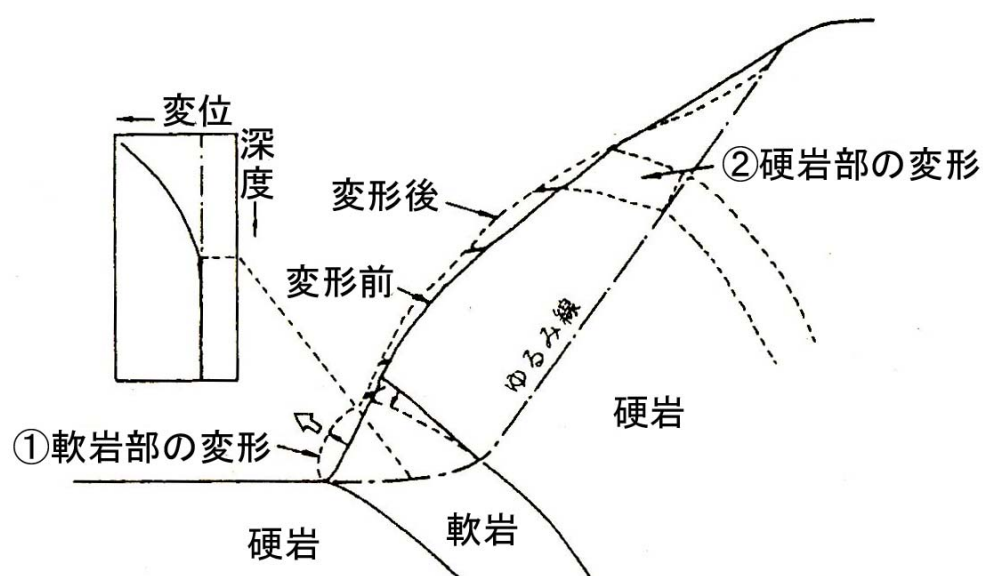 変位
深度
②硬岩部の変形
変形後
変形前
ゆるみ線
硬岩
①軟岩部の変形
軟岩
硬岩